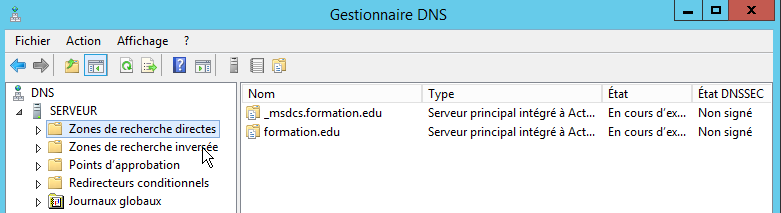 Gestionnaire DNS
Fichier Action Affichage ?
DNS
SERVEUR
Zones de recherche directes
Zones de recherche inversée
Points d'approbation
Redirecteurs conditionnels
Journaux globaux
Nom Type État État DNSSEC
_msdcs.formation.edu Serveur principal intégré à Act... En cours d'ex... Non signé
formation.edu Serveur principal intégré à Act... En cours d'ex... Non signé